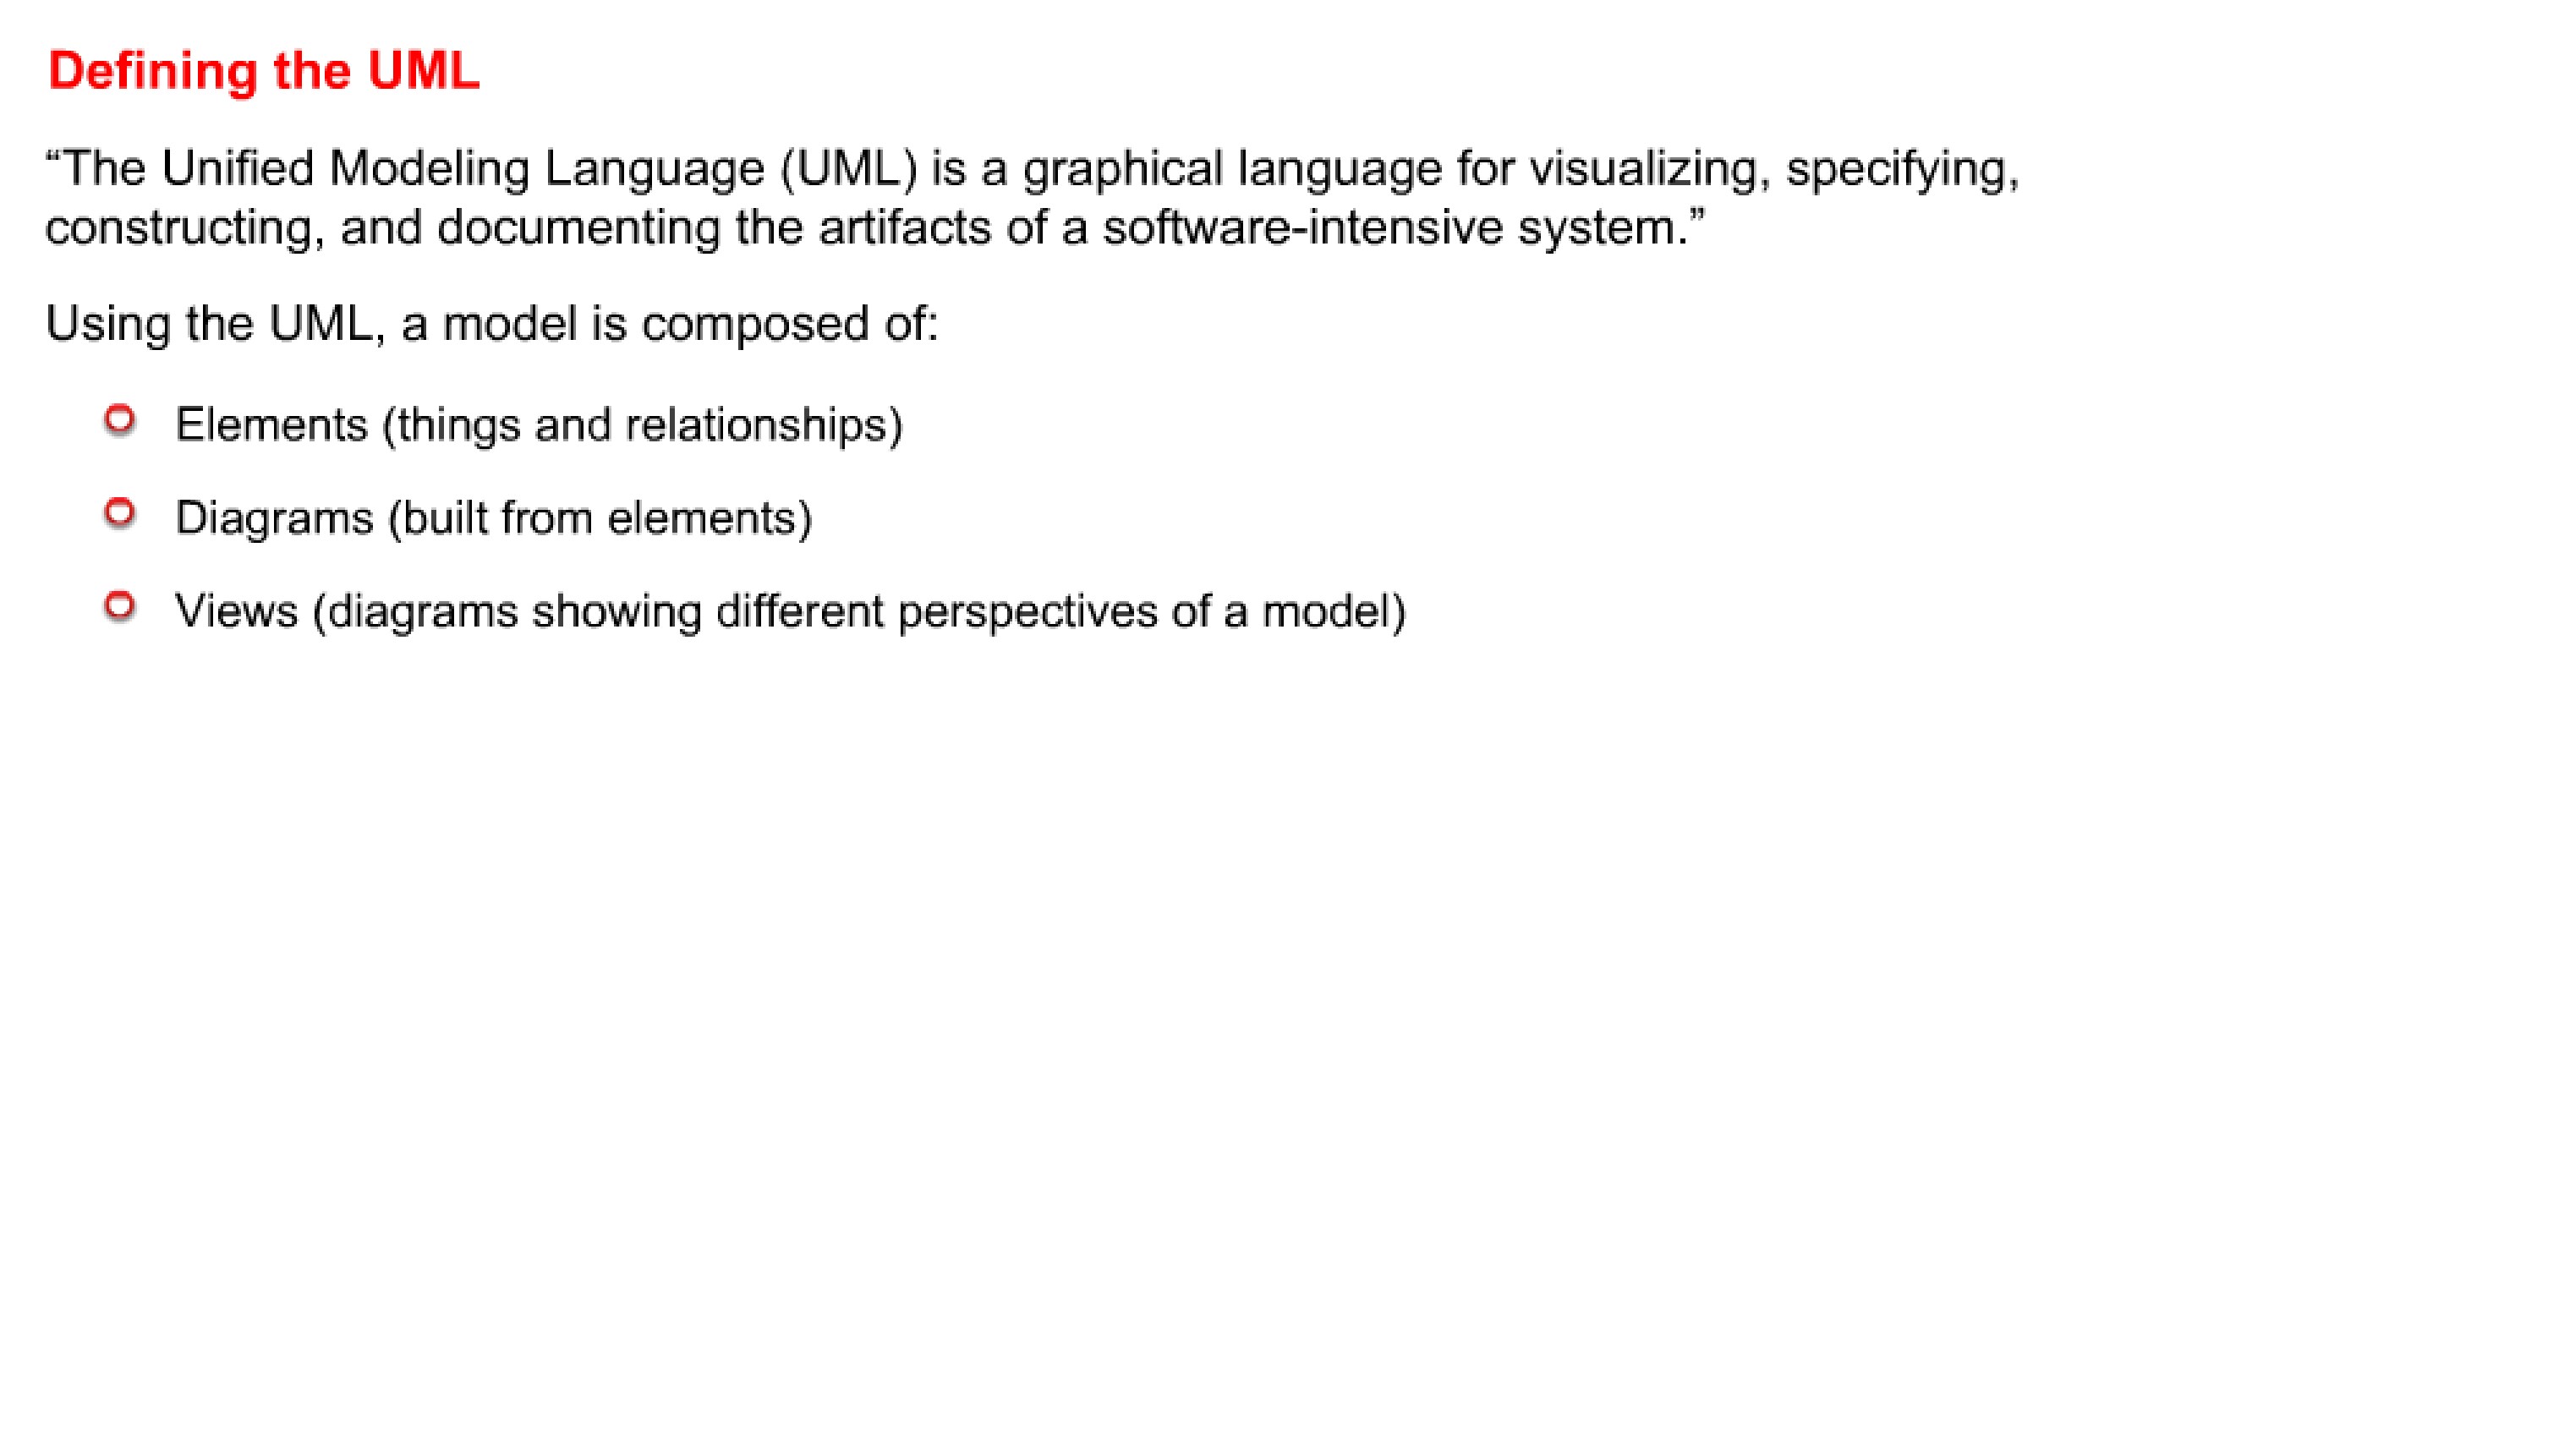 Defining the UML
“The Unified Modeling Language (UML) is a graphical language for visualizing, specifying,
constructing, and documenting the artifacts of a software-intensive system.”
Using the UML, a model is composed of:
Elements (things and relationships)
Diagrams (built from elements)
Views (diagrams showing different perspectives of a model)